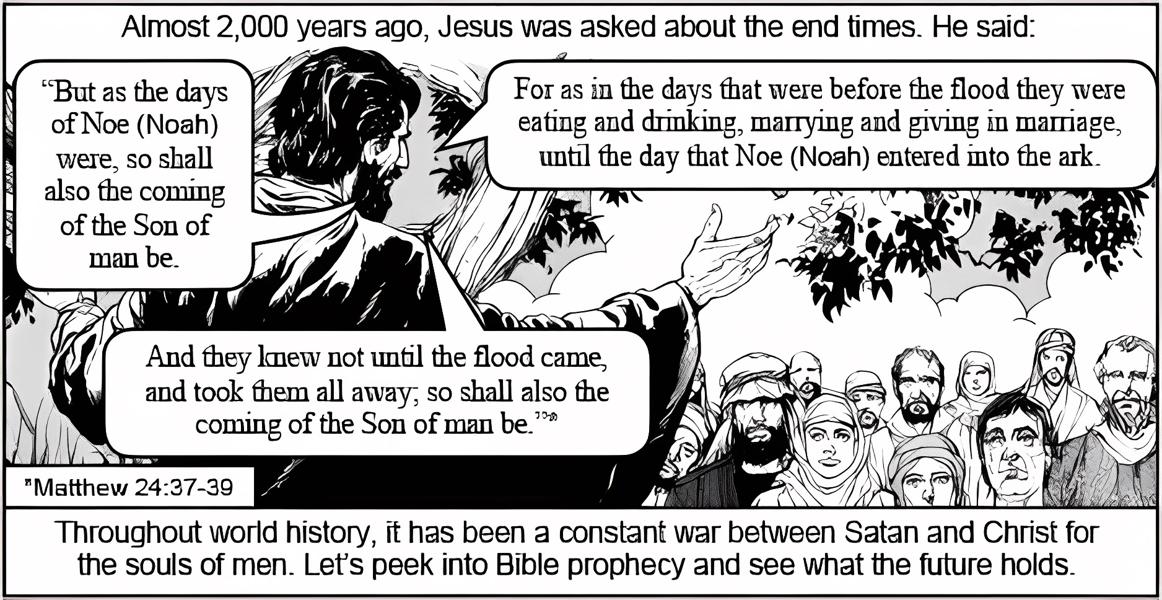 Almost 2,000 years ago, Jesus was asked about the end times. He said:
“But as the days
of Noe (Noah)
were, so shall
also the coming
of the Son of
man be.
For as in the days that were before the flood they were
eating and drinking, marrying and giving in marriage,
until the day that Noe (Noah) entered into the ark.
And they knew not until the flood came,
and took them all away; so shall also the
coming of the Son of man be.”*
*Matthew 24:37-39
Throughout world history, it has been a constant war between Satan and Christ for
the souls of men. Let’s peek into Bible prophecy and see what the future holds.